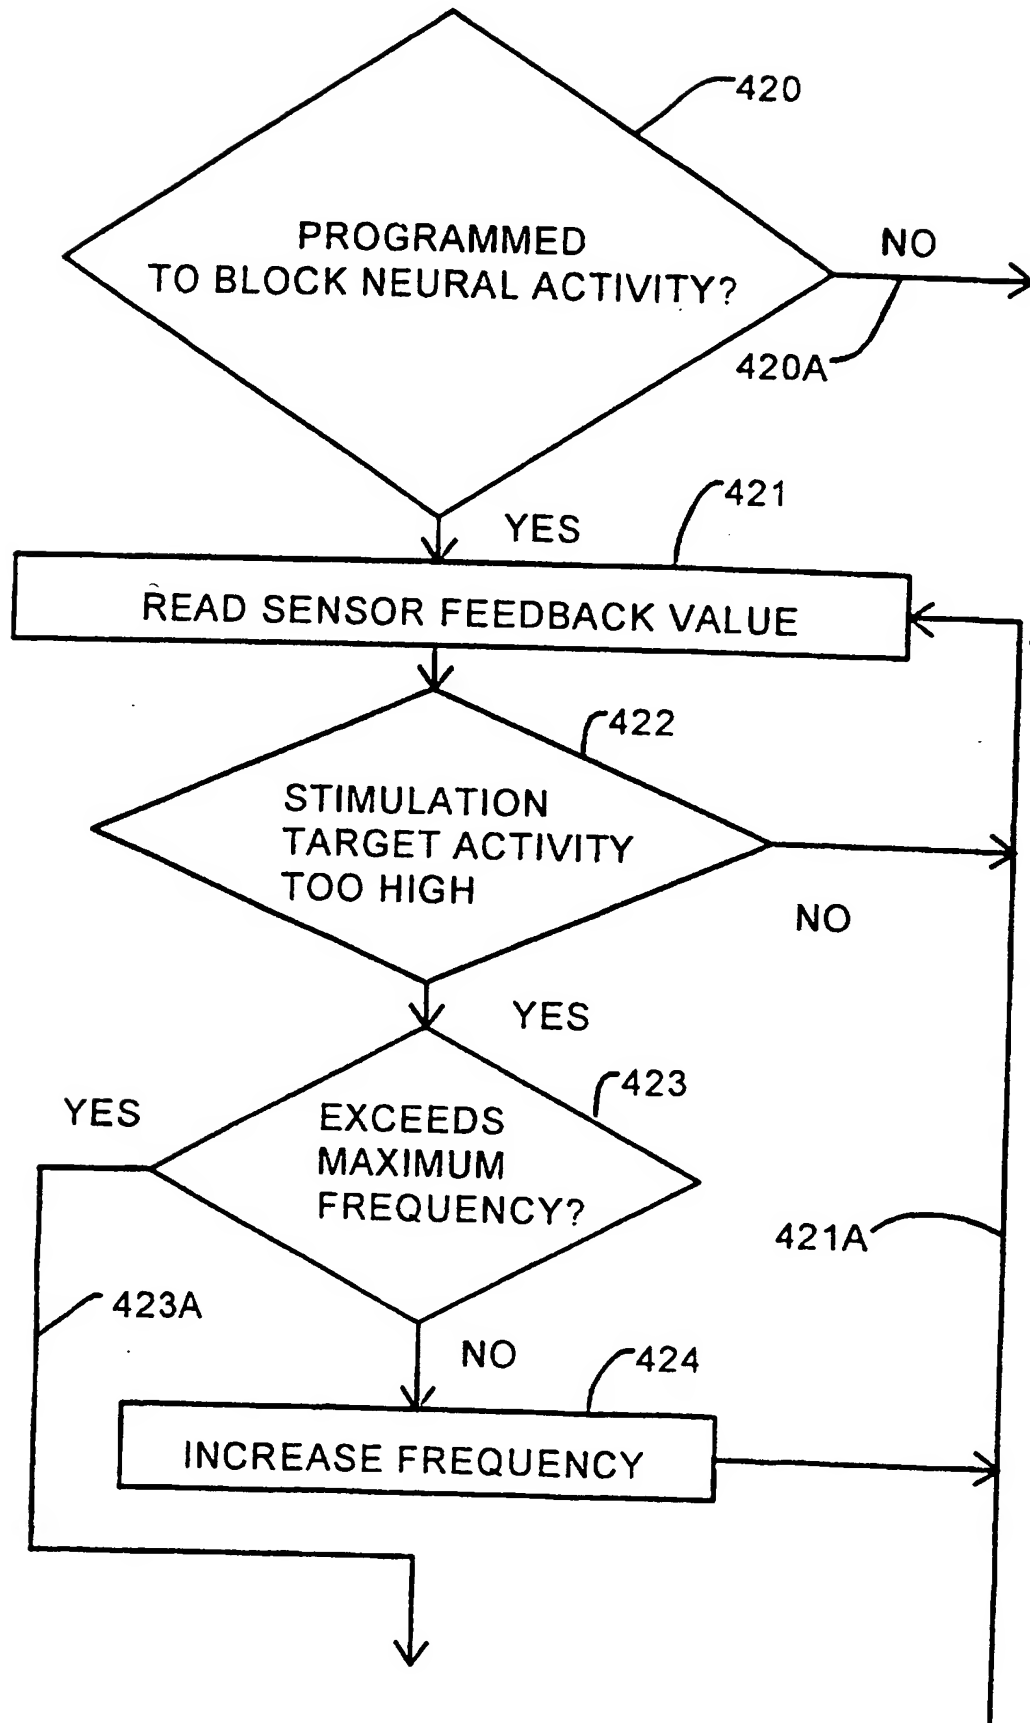 420
PROGRAMMED
TO BLOCK NEURAL ACTIVITY?
NO
420A
421
YES
READ SENSOR FEEDBACK VALUE
422
STIMULATION
TARGET ACTIVITY
TOO HIGH
NO
YES
423
YES
EXCEEDS
MAXIMUM
FREQUENCY?
421A
423A
NO
424
INCREASE FREQUENCY